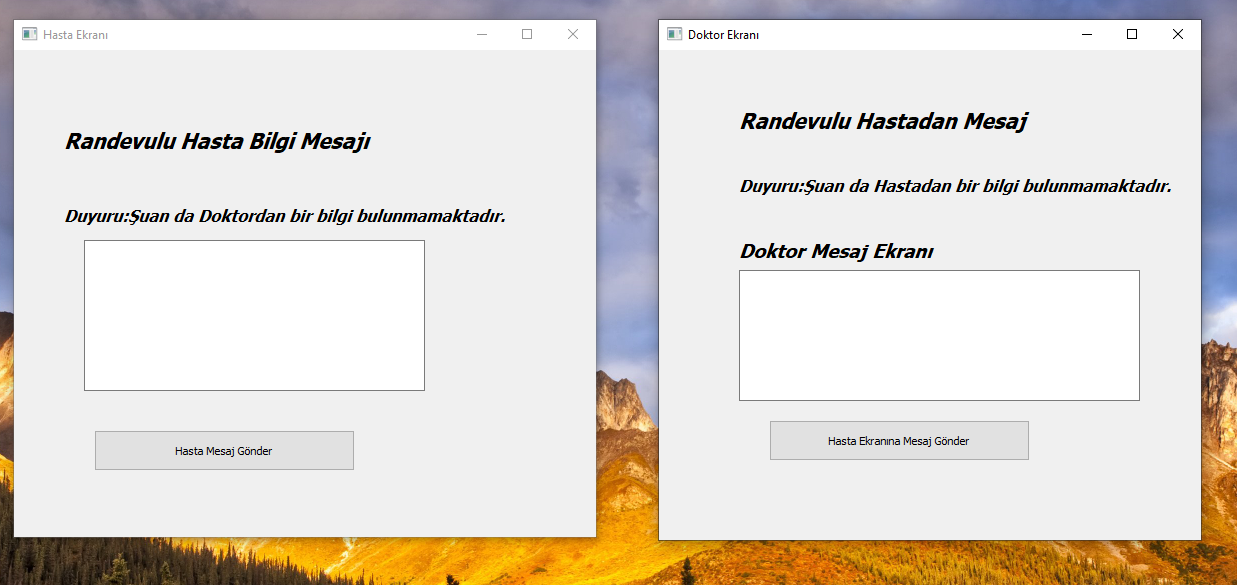 Hasta Ekranı
Randevulu Hasta Bilgi Mesajı
Duyuru:Şuan da Doktordan bir bilgi bulunmamaktadır.
Hasta Mesaj Gönder
Doktor Ekranı
Randevulu Hastadan Mesaj
Duyuru:Şuan da Hastadan bir bilgi bulunmamaktadır.
Doktor Mesaj Ekranı
Hasta Ekranına Mesaj Gönder